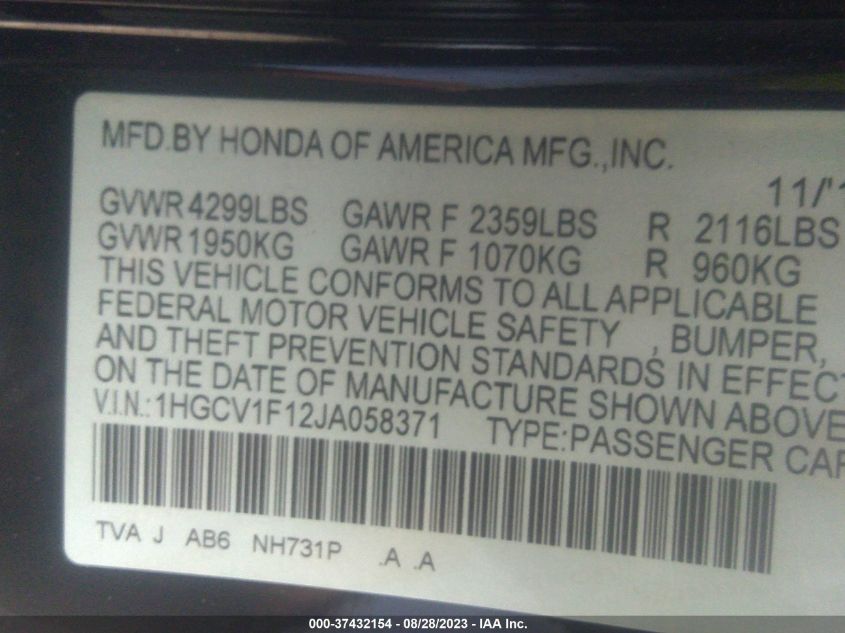 MFD.BY HONDA OF AMERICA MFG.,INC.
11/'1
GVWR 4299LBS GAWR F 2359LBS R 2116LBS
GVWR 1950KG GAWR F 1070KG R 960KG
THIS VEHICLE CONFORMS TO ALL APPLICABLE
FEDERAL MOTOR VEHICLE SAFETY , BUMPER,
AND THEFT PREVENTION STANDARDS IN EFFECT
ON THE DATE OF MANUFACTURE SHOWN ABOVE
V.I.N.:1HGCV1F12JA058371 TYPE:PASSENGER CAR
TVA J AB6 NH731P .A .A
000-37432154 - 08/28/2023 - IAA Inc.